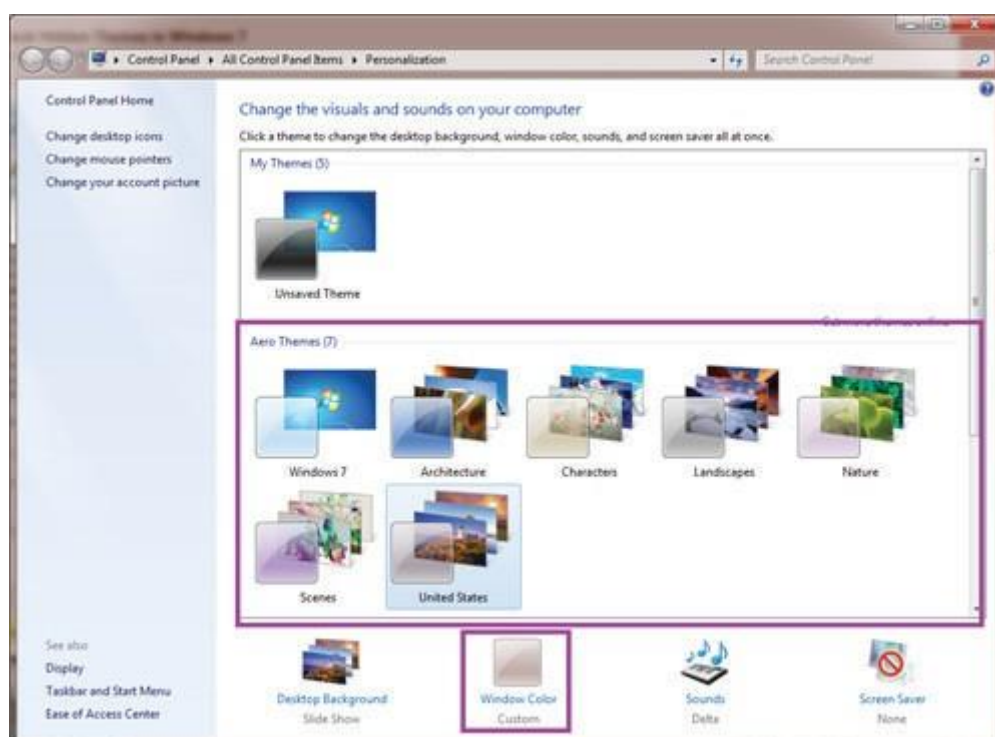 Control Panel ▸ All Control Panel Items ▸ Personalization
Search Control Panel
Control Panel Home
Change desktop icons
Change mouse pointers
Change your account picture
Change the visuals and sounds on your computer
Click a theme to change the desktop background, window color, sounds, and screen saver all at once.
My Themes (5)
Unsaved Theme
Aero Themes (7)
Windows 7
Architecture
Characters
Landscapes
Nature
Scenes
United States
See also
Display
Taskbar and Start Menu
Ease of Access Center
Desktop Background
Slide Show
Window Color
Custom
Sounds
Delta
Screen Saver
None